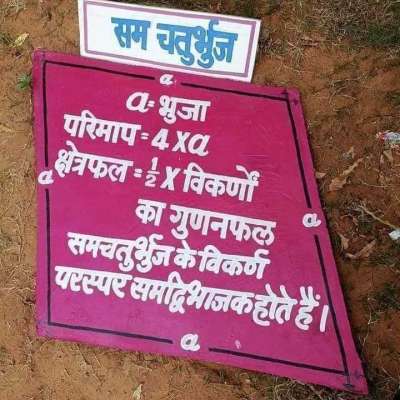 सम चतुर्भुज
a
a = भुजा
परिमाप = 4 X a
क्षेत्रफल = 1/2 X विकर्णों
a
का गुणनफल
a
समचतुर्भुज के विकर्ण
परस्पर समद्विभाजक होते हैं।
a